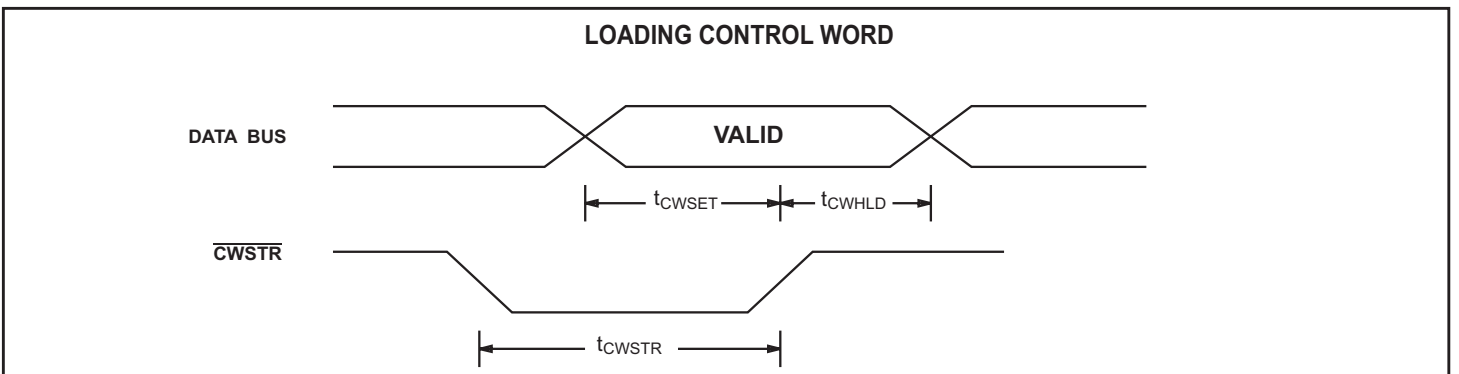 LOADING CONTROL WORD
DATA BUS
VALID
tCWSET
tCWHLD
CWSTR
tCWSTR